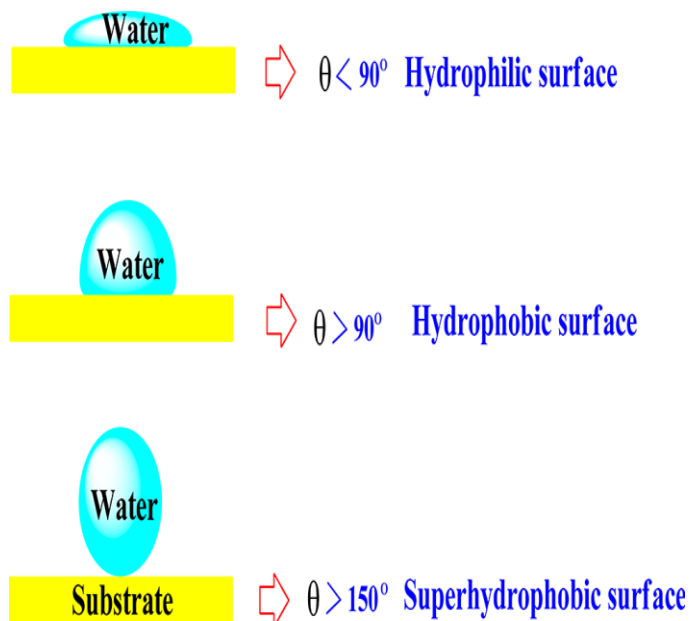 Water
θ < 90° Hydrophilic surface
Water
θ > 90° Hydrophobic surface
Water
Substrate θ > 150° Superhydrophobic surface